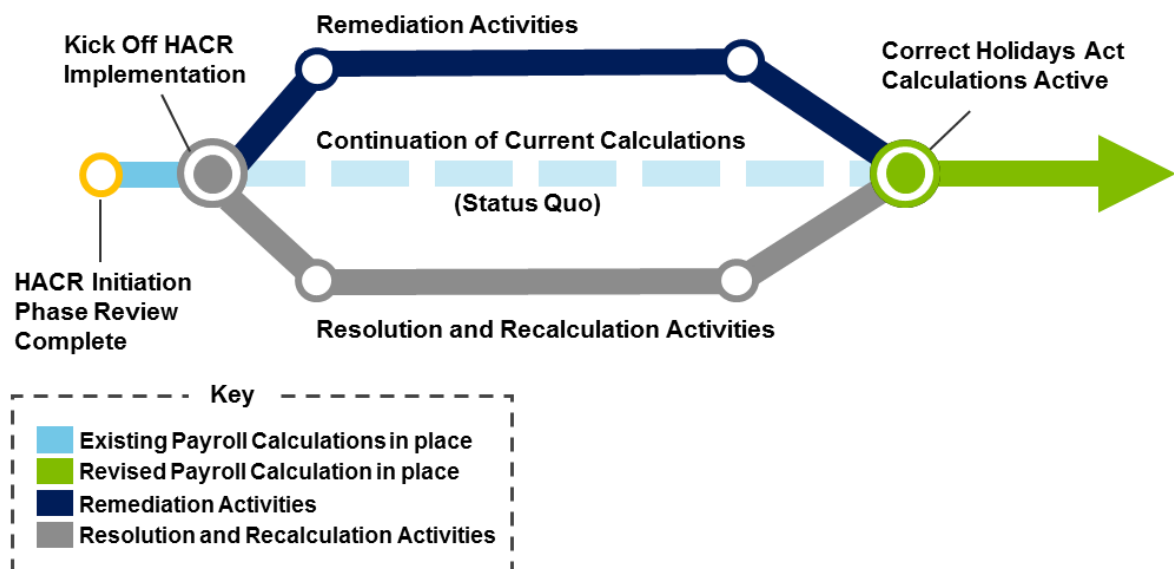 Remediation Activities
Kick Off HACR
Implementation
Correct Holidays Act
Calculations Active
Continuation of Current Calculations
(Status Quo)
HACR Initiation
Phase Review
Complete
Resolution and Recalculation Activities
Key
Existing Payroll Calculations in place
Revised Payroll Calculation in place
Remediation Activities
Resolution and Recalculation Activities